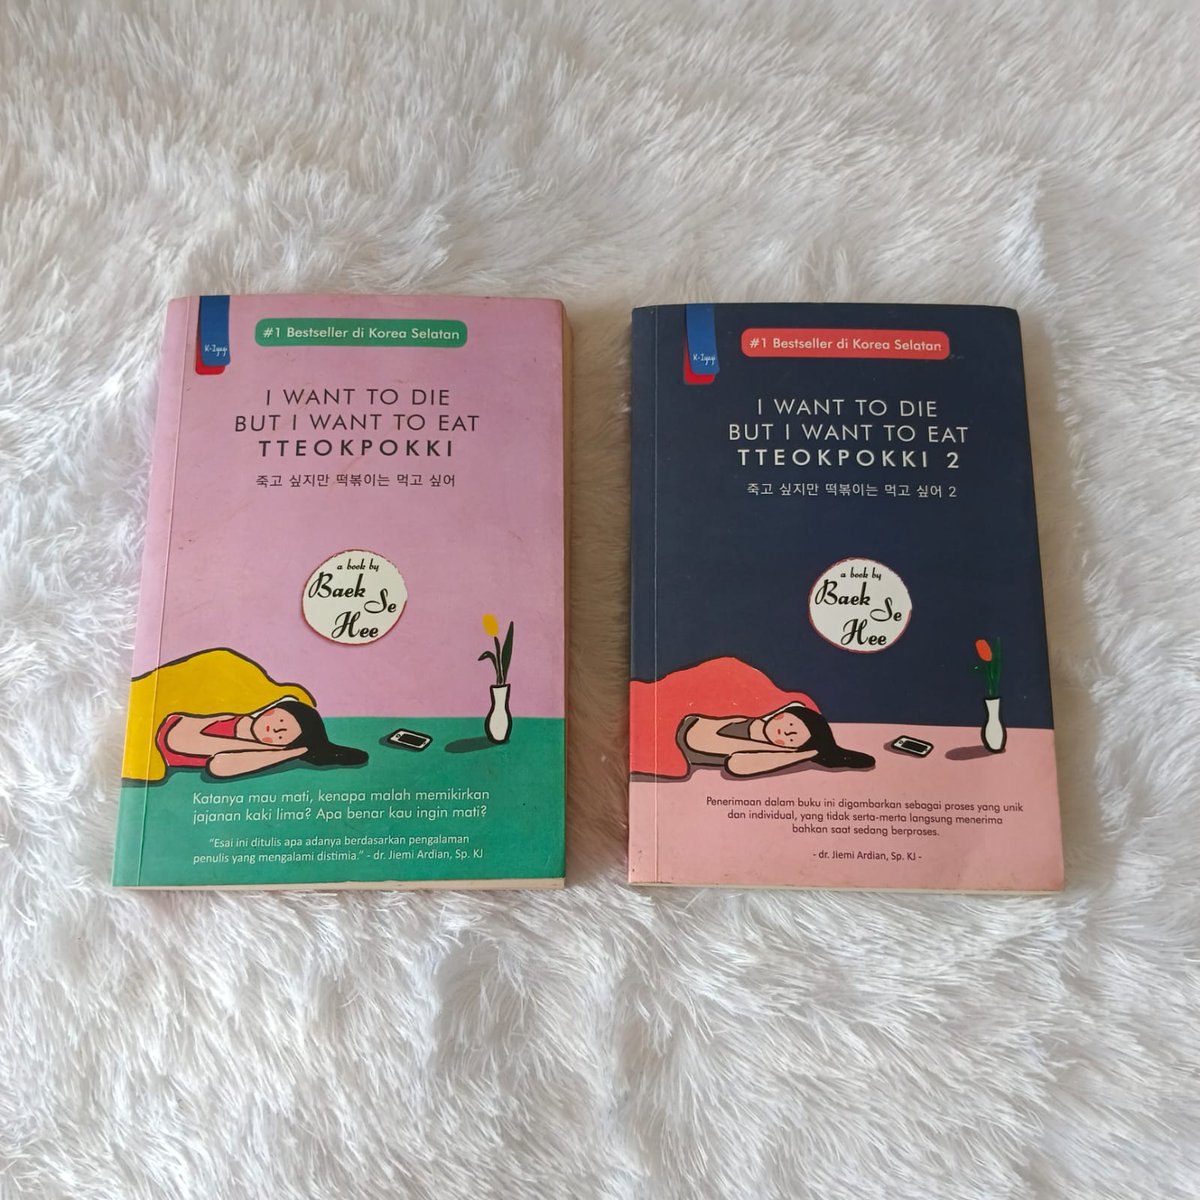 K-Iyagi
#1 Bestseller di Korea Selatan
I WANT TO DIE
BUT I WANT TO EAT
TTEOKPOKKI
죽고 싶지만 떡볶이는 먹고 싶어
a book by
Baek Se
Hee
Katanya mau mati, kenapa malah memikirkan
jajanan kaki lima? Apa benar kau ingin mati?
"Esai ini ditulis apa adanya berdasarkan pengalaman
penulis yang mengalami distimia." - dr. Jiemi Ardian, Sp. KJ
K-Iyagi
#1 Bestseller di Korea Selatan
I WANT TO DIE
BUT I WANT TO EAT
TTEOKPOKKI 2
죽고 싶지만 떡볶이는 먹고 싶어 2
a book by
Baek Se
Hee
Penerimaan dalam buku ini digambarkan sebagai proses yang unik
dan individual, yang tidak serta-merta langsung menerima
bahkan saat sedang berproses.
- dr. Jiemi Ardian, Sp. KJ -